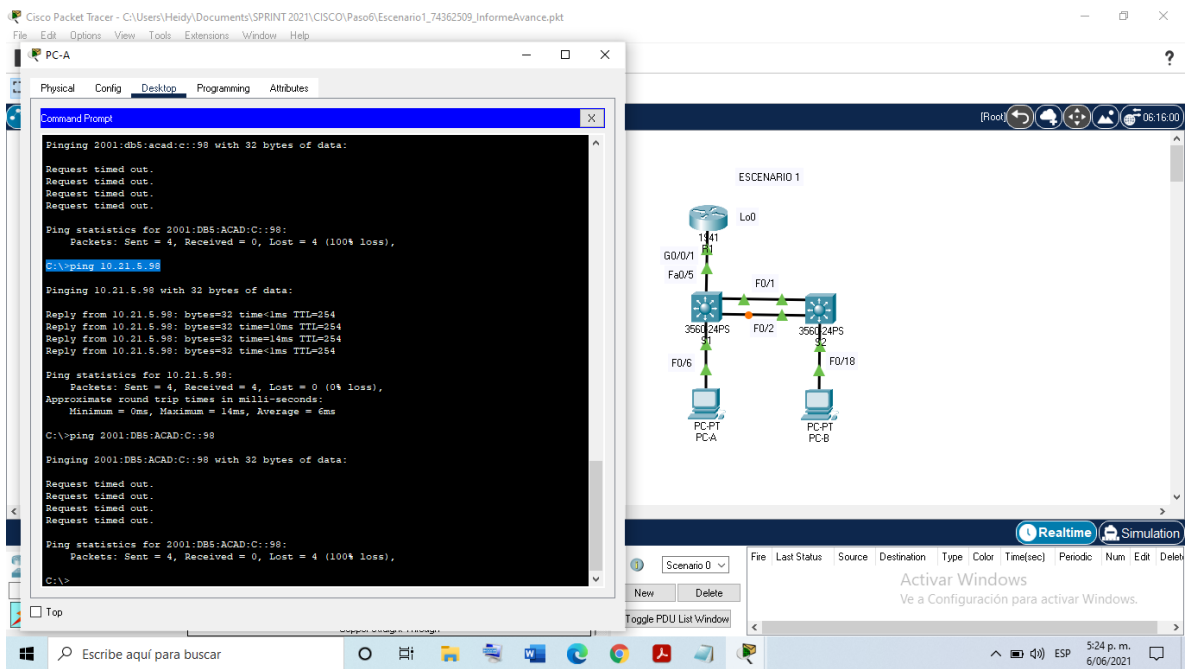 Cisco Packet Tracer - C:\Users\Heidy\Documents\SPRINT 2021\CISCO\Paso6\Escenario1_74362509_InformeAvance.pkt
File Edit Options View Tools Extensions Window Help
PC-A
?
Physical Config Desktop Programming Attributes
Command Prompt
X
[Root]
06:16:00
Pinging 2001:db5:acad:c::98 with 32 bytes of data:
Request timed out.
Request timed out.
Request timed out.
Request timed out.
Ping statistics for 2001:DB5:ACAD:C::98:
Packets: Sent = 4, Received = 0, Lost = 4 (100% loss),
C:\>ping 10.21.5.98
Pinging 10.21.5.98 with 32 bytes of data:
Reply from 10.21.5.98: bytes=32 time<1ms TTL=254
Reply from 10.21.5.98: bytes=32 time=10ms TTL=254
Reply from 10.21.5.98: bytes=32 time=14ms TTL=254
Reply from 10.21.5.98: bytes=32 time<1ms TTL=254
Ping statistics for 10.21.5.98:
Packets: Sent = 4, Received = 4, Lost = 0 (0% loss),
Approximate round trip times in milli-seconds:
Minimum = 0ms, Maximum = 14ms, Average = 6ms
C:\>ping 2001:DB5:ACAD:C::98
Pinging 2001:DB5:ACAD:C::98 with 32 bytes of data:
Request timed out.
Request timed out.
Request timed out.
Request timed out.
Ping statistics for 2001:DB5:ACAD:C::98:
Packets: Sent = 4, Received = 0, Lost = 4 (100% loss),
C:\>
Top
ESCENARIO 1
Lo0
1941
R1
G0/0/1
Fa0/5
F0/1
3560-24PS
S1
F0/2
3560-24PS
S2
F0/6
F0/18
PC-PT
PC-A
PC-PT
PC-B
Realtime
Simulation
Scenario 0
New Delete
Toggle PDU List Window
Fire Last Status Source Destination Type Color Time(sec) Periodic Num Edit Delet
Activar Windows
Ve a Configuración para activar Windows.
Escribe aquí para buscar
ESP
5:24 p. m.
6/06/2021